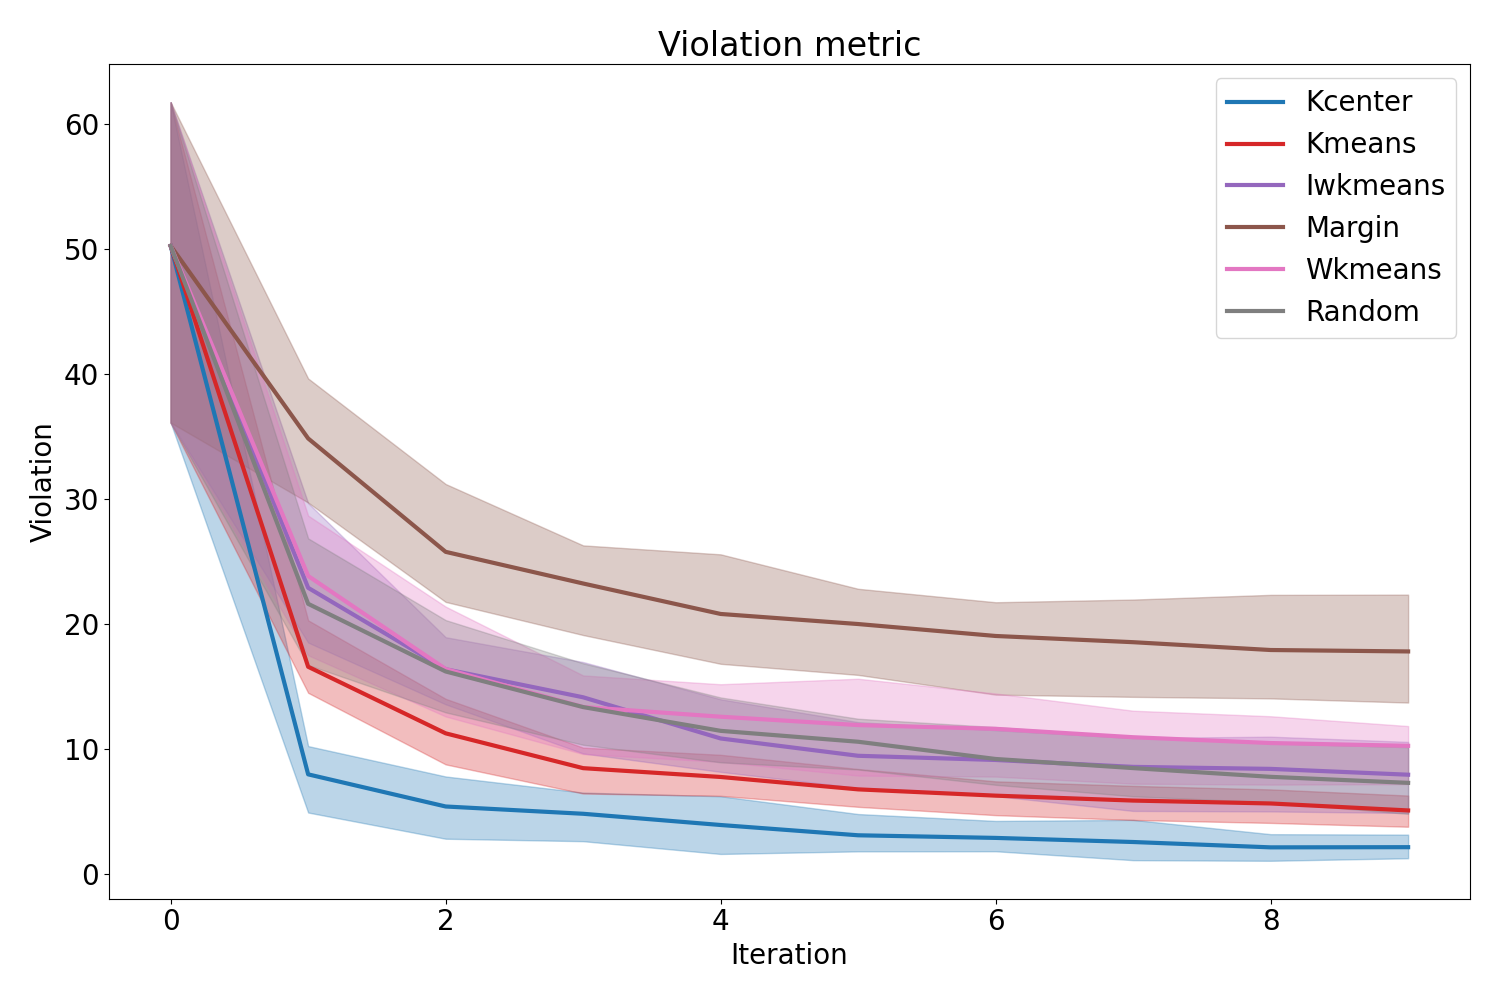 Violation metric
Kcenter
Kmeans
Iwkmeans
Margin
Wkmeans
Random
60
50
40
30
20
10
0
Violation
0 2 4 6 8
Iteration